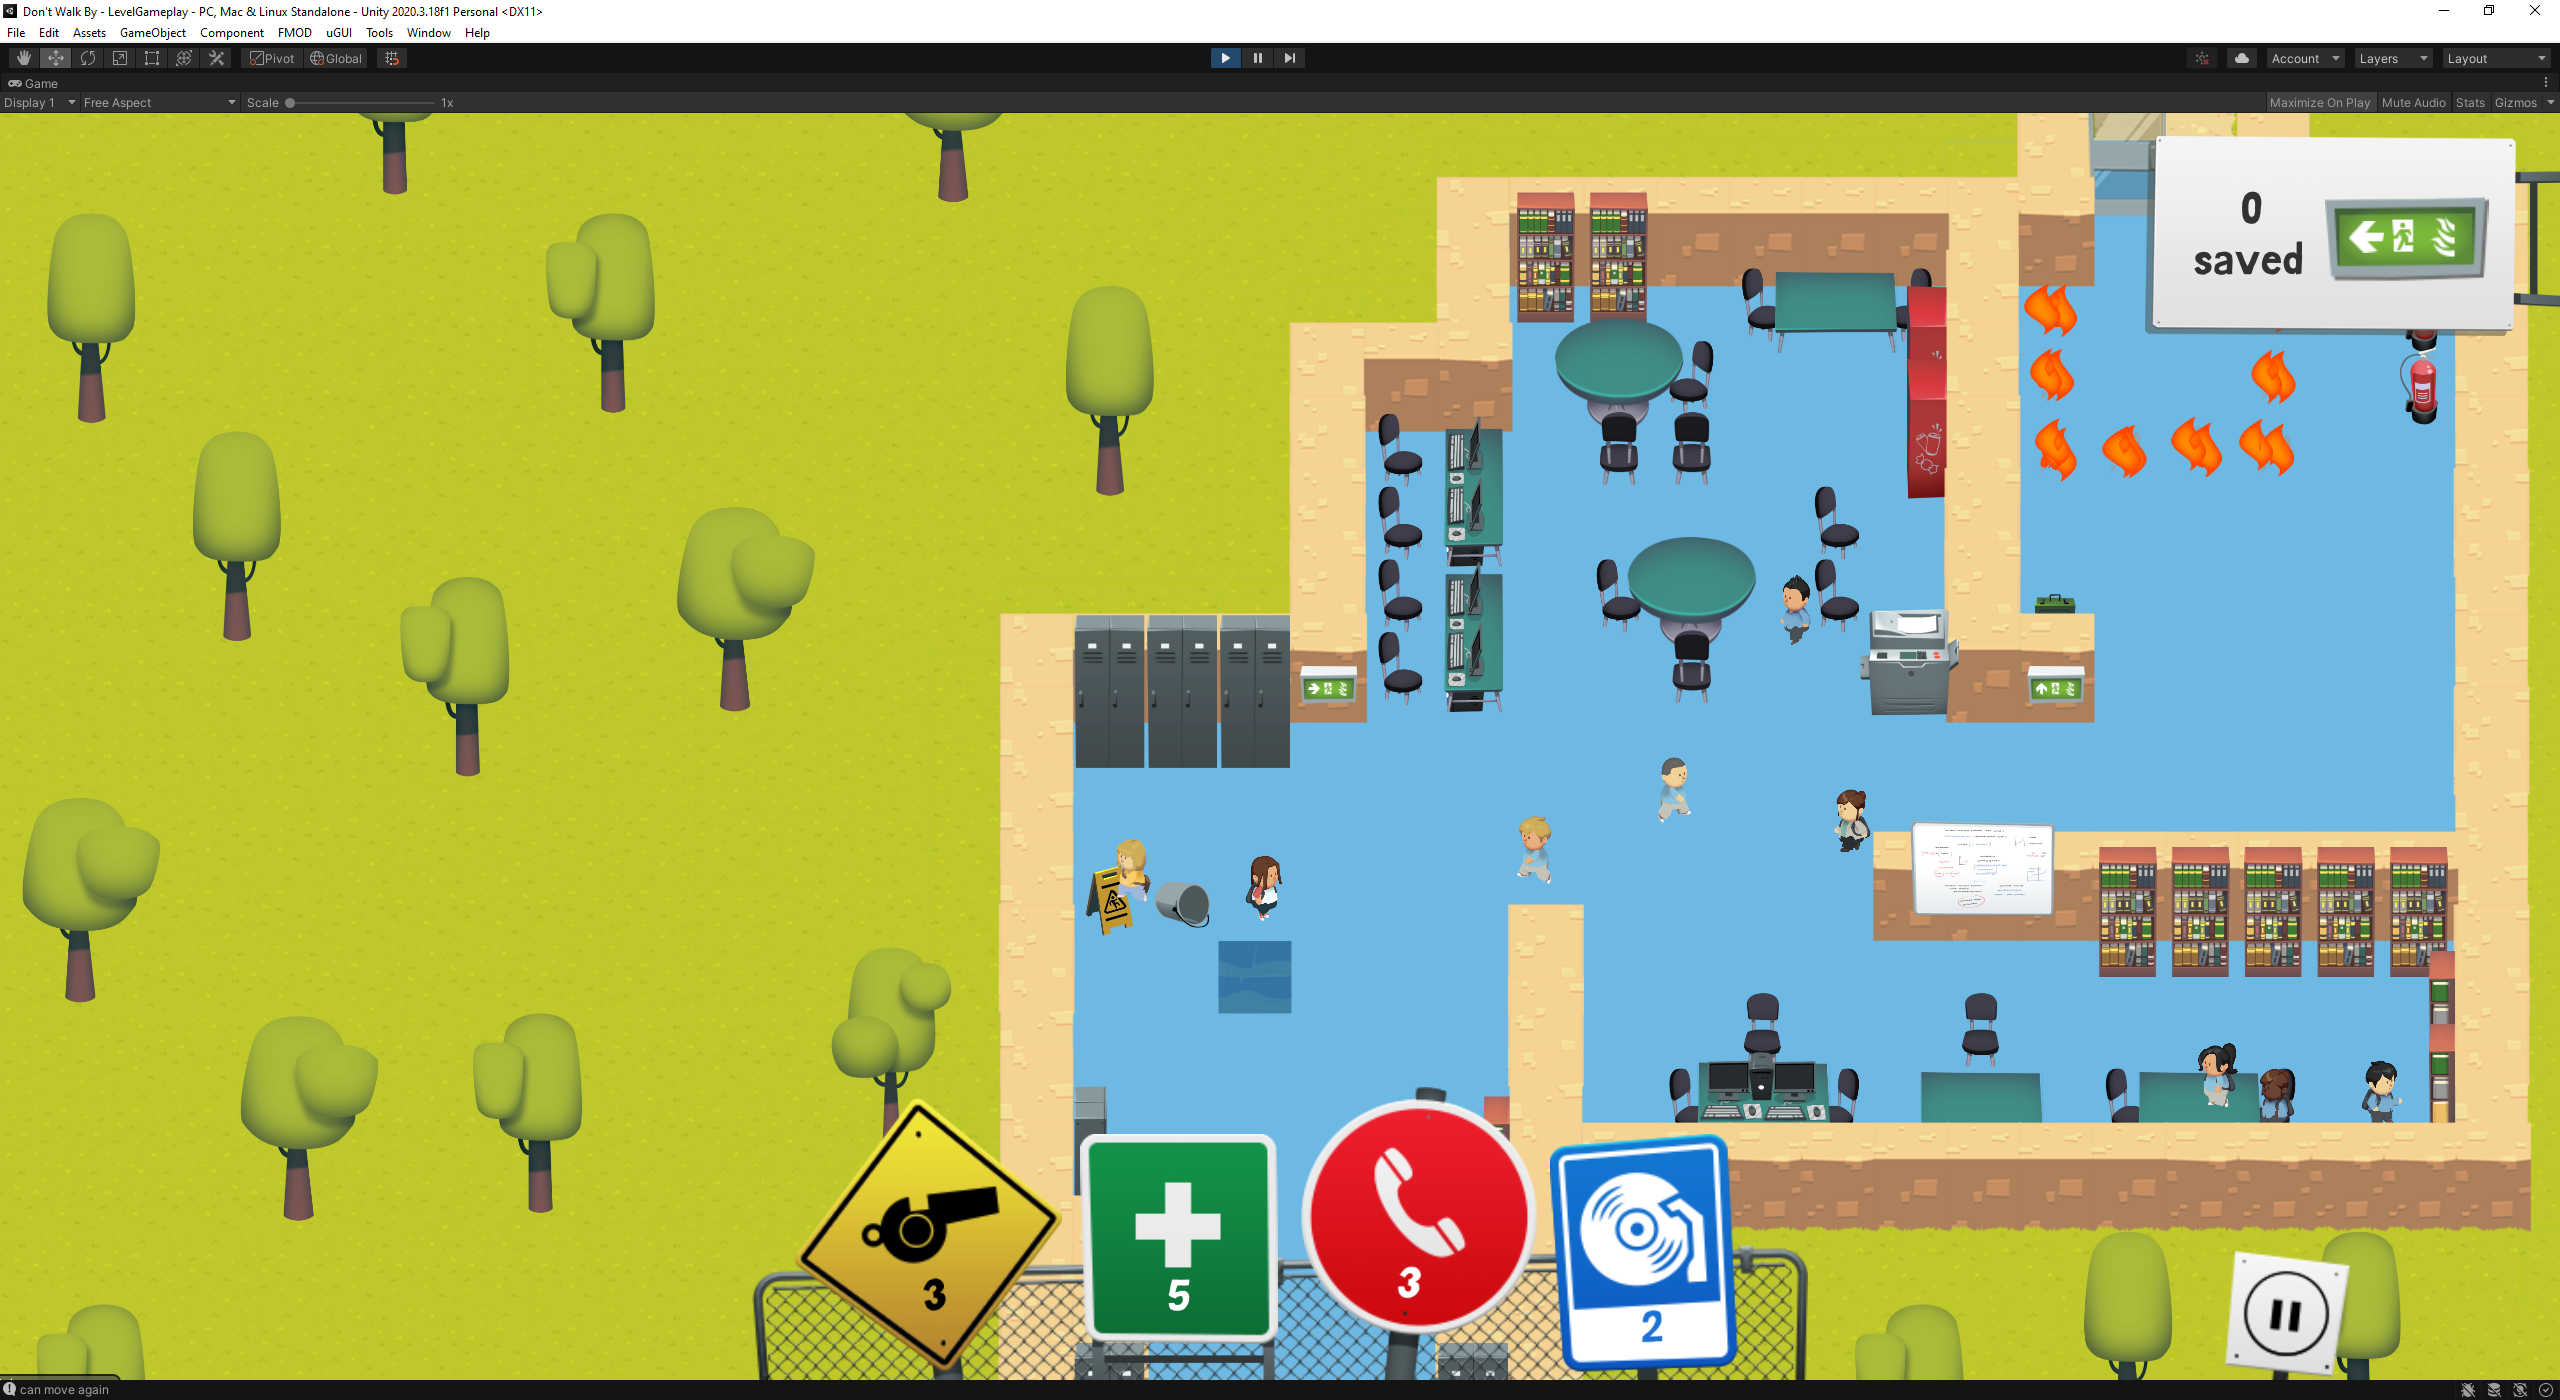 Don't Walk By - LevelGameplay - PC, Mac & Linux Standalone - Unity 2020.3.18f1 Personal <DX11>
File Edit Assets GameObject Component FMOD uGUI Tools Window Help
Pivot Global Account Layers Layout
Game
Display 1 Free Aspect Scale 1x Maximize On Play Mute Audio Stats Gizmos
0
saved
3
5
3
2
can move again